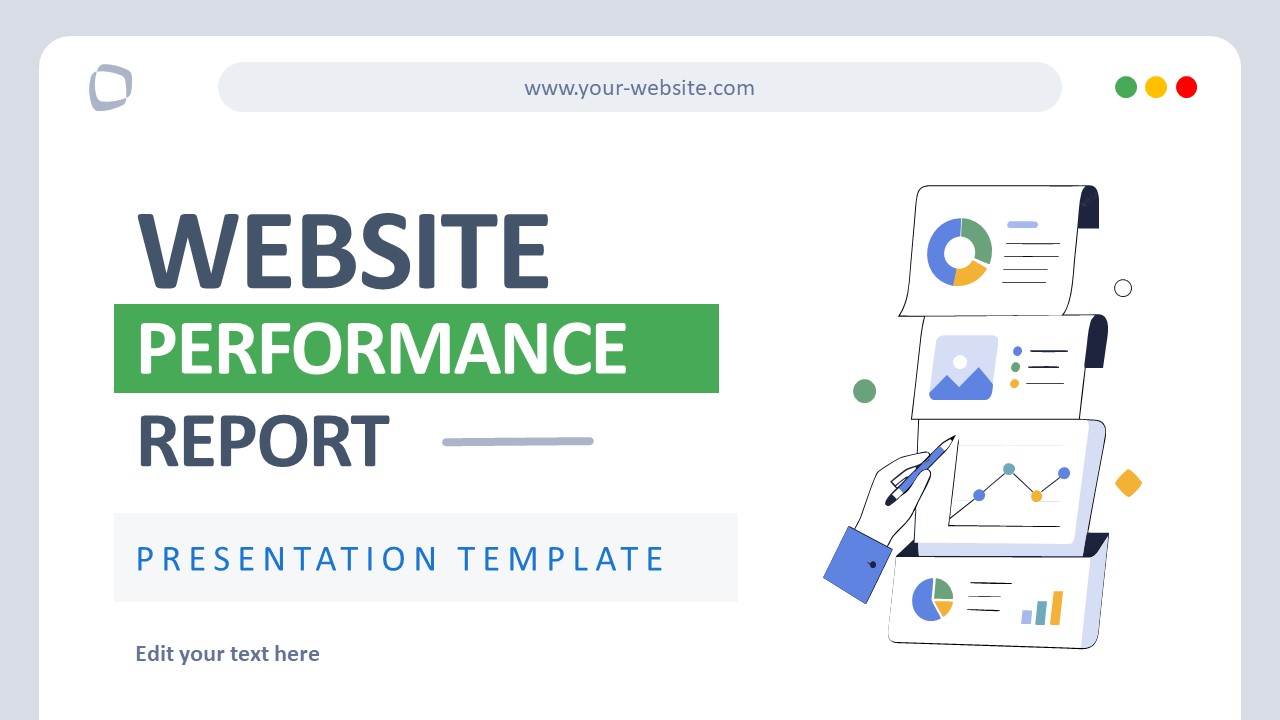 www.your-website.com
WEBSITE
PERFORMANCE
REPORT
PRESENTATION TEMPLATE
Edit your text here